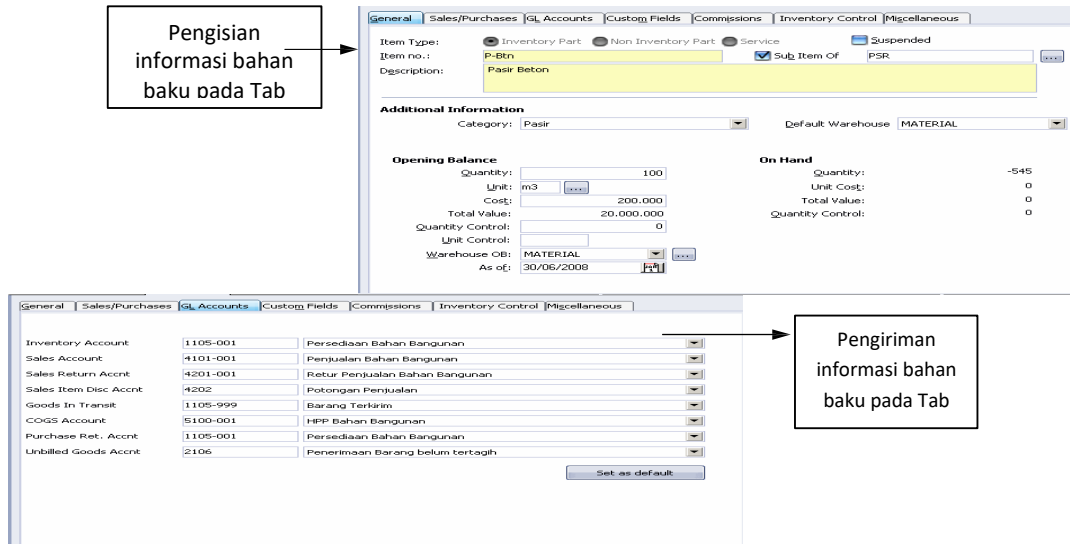 Pengisian
informasi bahan
baku pada Tab
General Sales/Purchases GL Accounts Custom Fields Commissions Inventory Control Miscellaneous
Item Type: Inventory Part Non Inventory Part Service Suspended
Item no.: P-Btn Sub Item Of PSR ...
Description: Pasir Beton
Additional Information
Category: Pasir Default Warehouse MATERIAL
Opening Balance On Hand
Quantity: 100 Quantity: -545
Unit: m3 ... Unit Cost: 0
Cost: 200.000 Total Value: 0
Total Value: 20.000.000 Quantity Control: 0
Quantity Control: 0
Unit Control:
Warehouse OB: MATERIAL ...
As of: 30/06/2008
General Sales/Purchases GL Accounts Custom Fields Commissions Inventory Control Miscellaneous
Inventory Account 1105-001 Persediaan Bahan Bangunan
Sales Account 4101-001 Penjualan Bahan Bangunan
Sales Return Accnt 4201-001 Retur Penjualan Bahan Bangunan
Sales Item Disc Accnt 4202 Potongan Penjualan
Goods In Transit 1105-999 Barang Terkirim
COGS Account 5100-001 HPP Bahan Bangunan
Purchase Ret. Accnt 1105-001 Persediaan Bahan Bangunan
Unbilled Goods Accnt 2106 Penerimaan Barang belum tertagih
Set as default
Pengiriman
informasi bahan
baku pada Tab